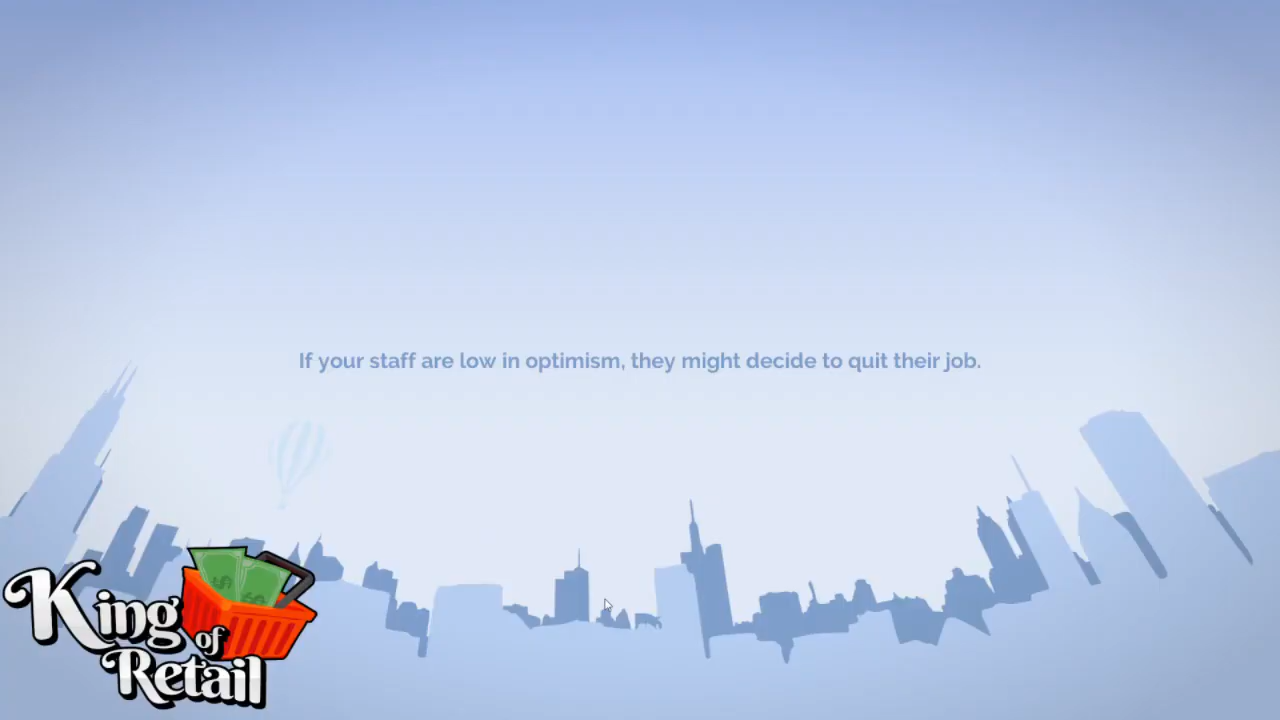 If your staff are low in optimism, they might decide to quit their job.
King
of
Retail